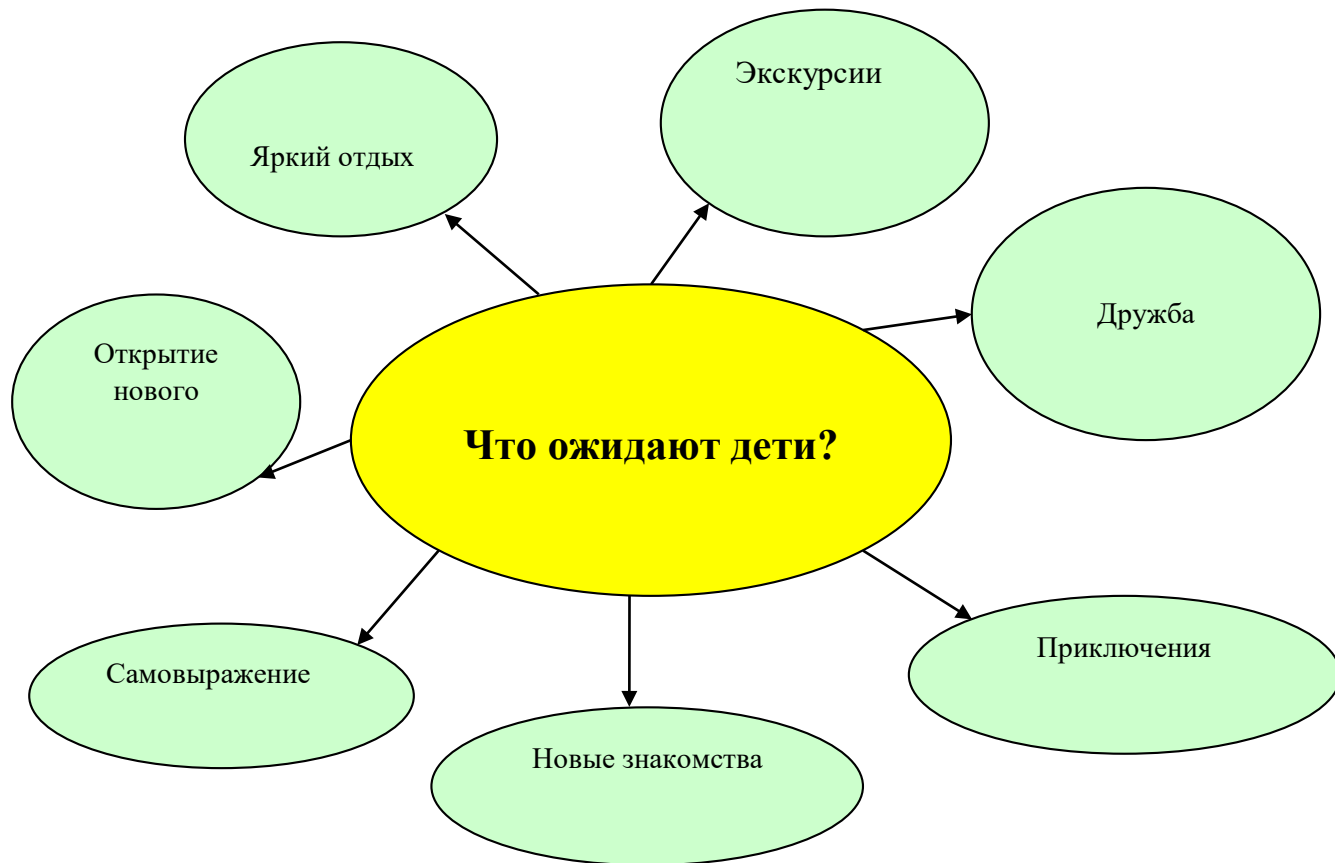 Экскурсии
Яркий отдых
Дружба
Открытие
нового
Что ожидают дети?
Приключения
Самовыражение
Новые знакомства